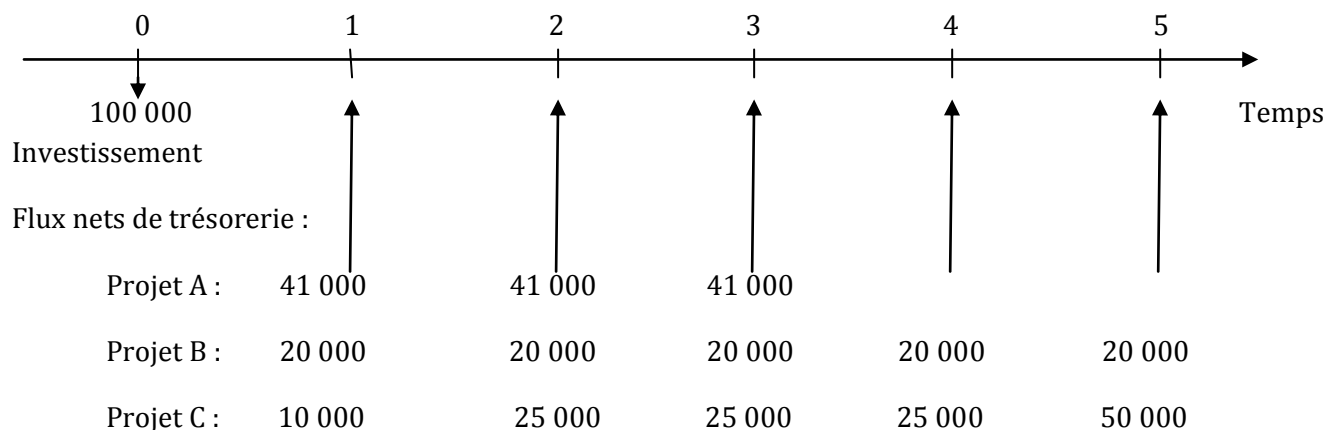 0 1 2 3 4 5
100 000 Temps
Investissement
Flux nets de trésorerie :
Projet A : 41 000 41 000 41 000
Projet B : 20 000 20 000 20 000 20 000 20 000
Projet C : 10 000 25 000 25 000 25 000 50 000